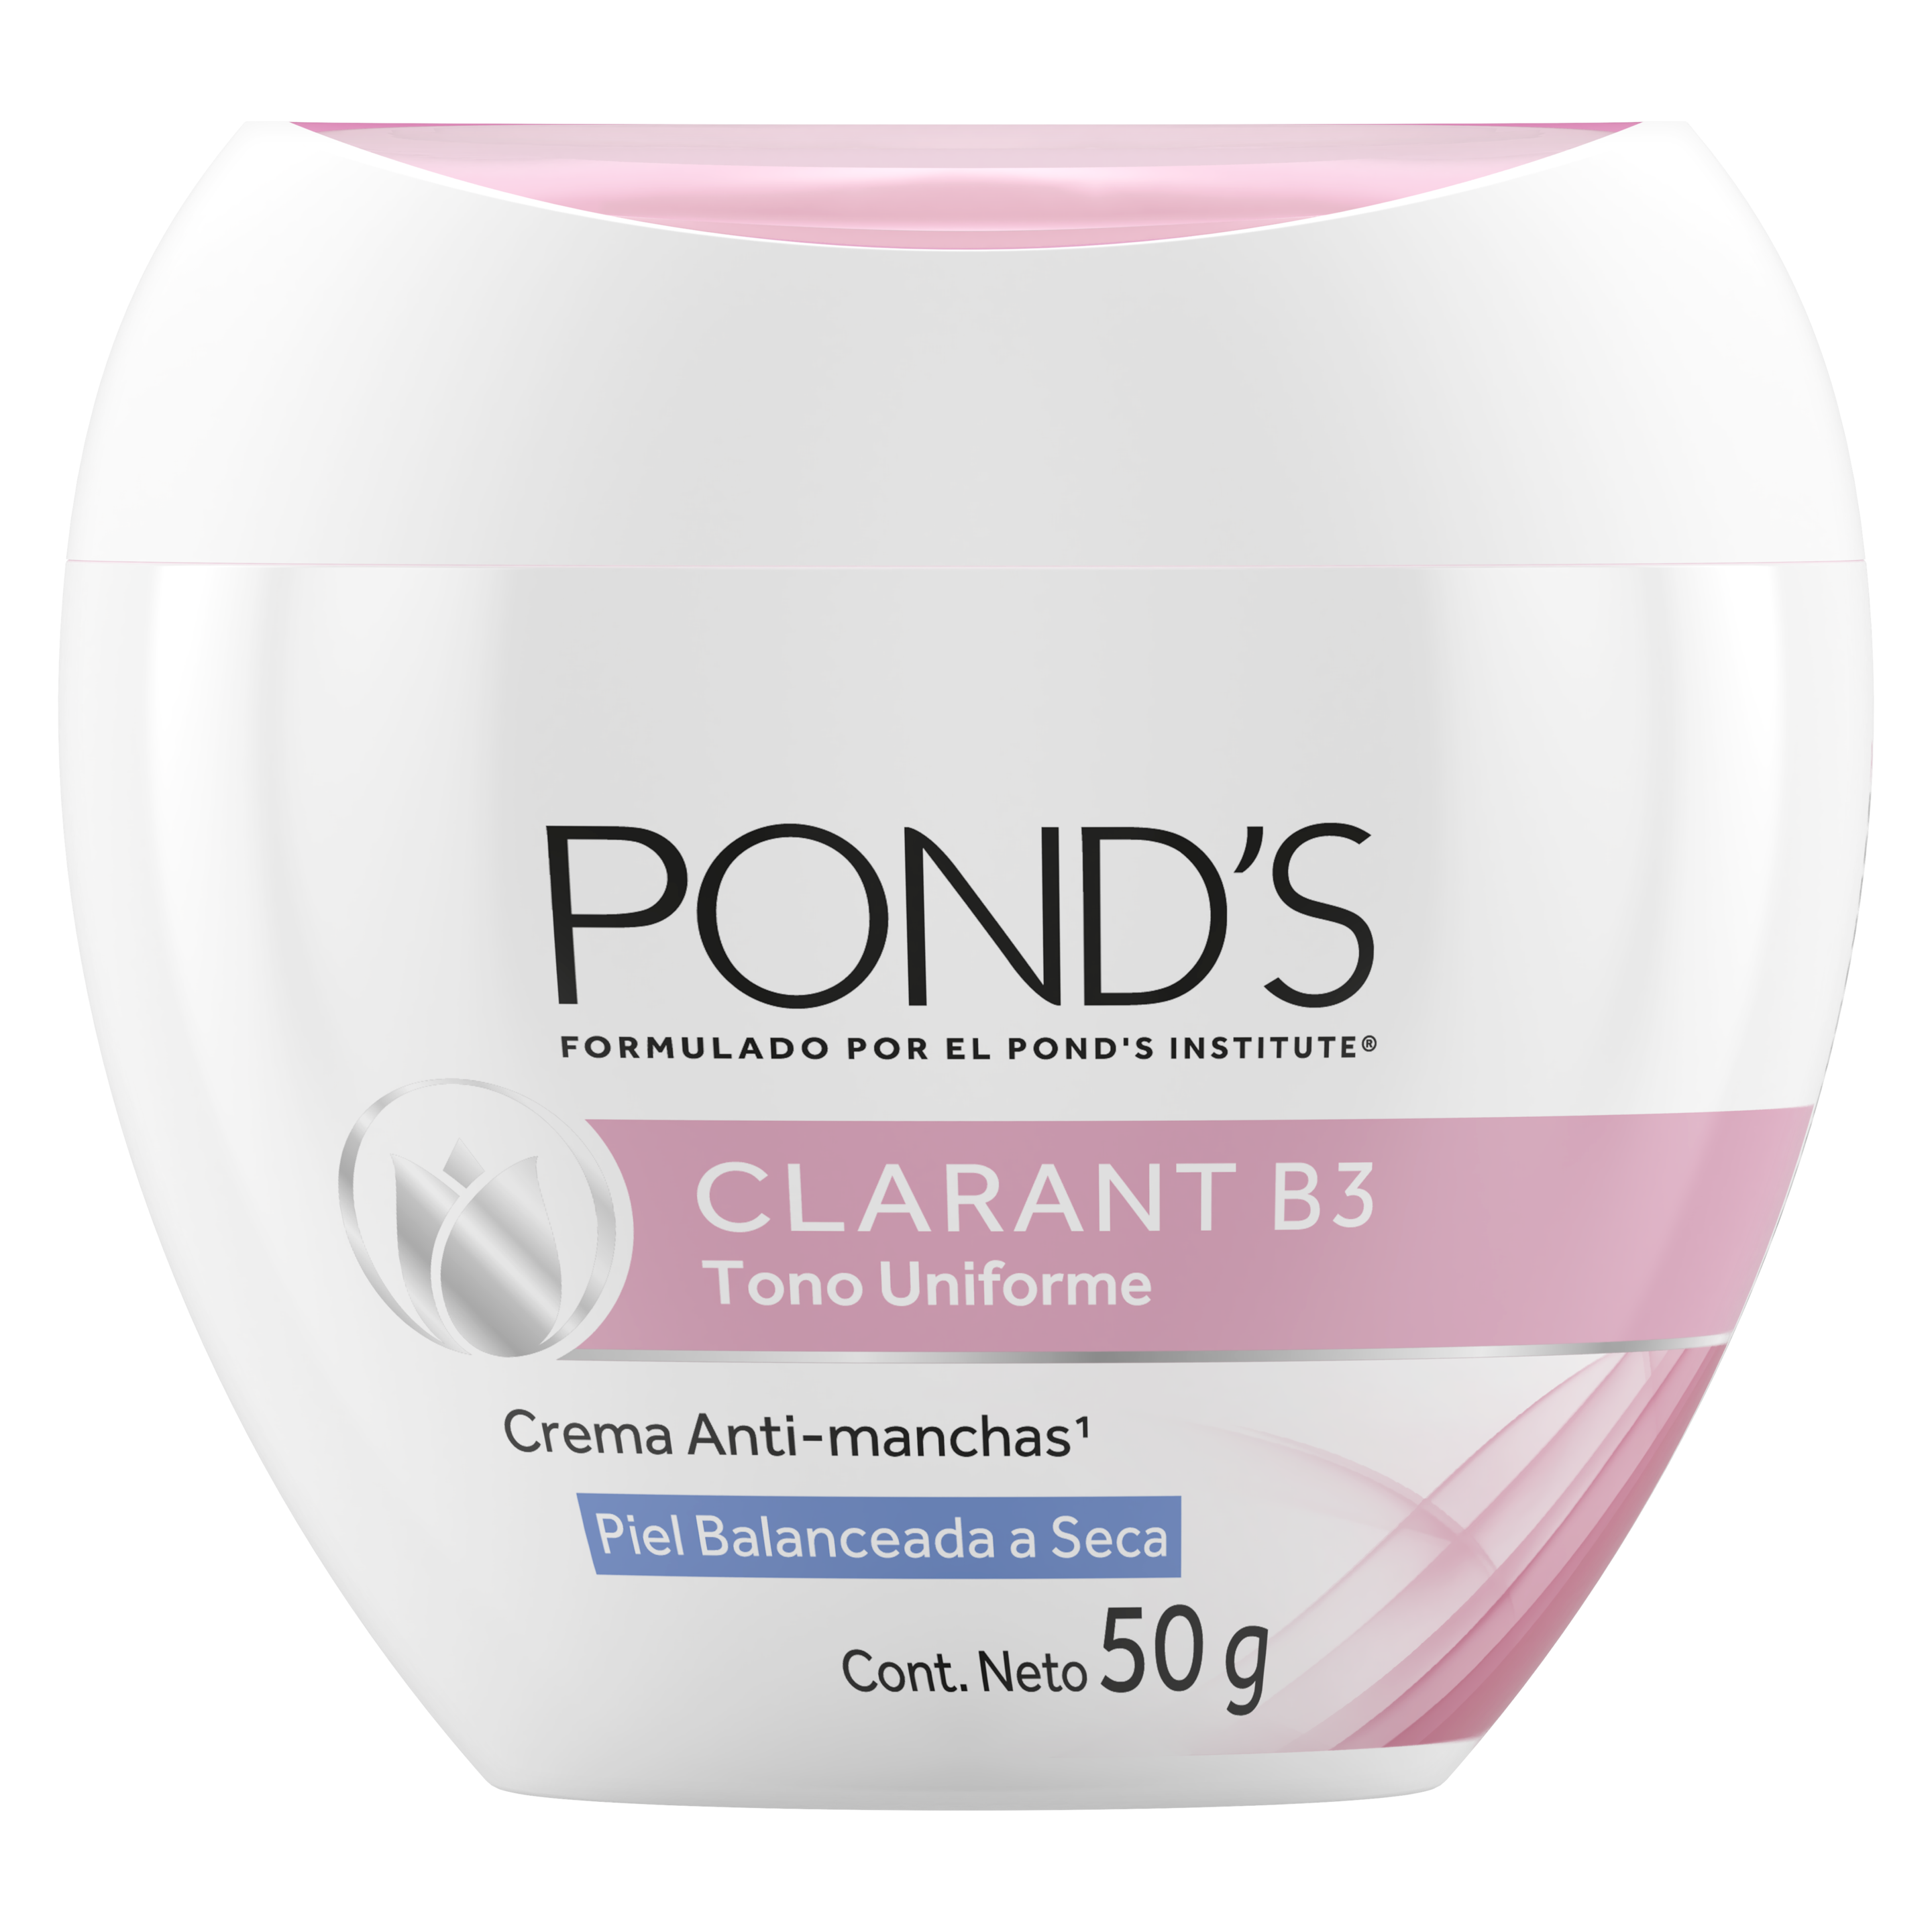 POND'S
FORMULADO POR EL POND'S INSTITUTE®
CLARANT B3
Tono Uniforme
Crema Anti-manchas¹
Piel Balanceada a Seca
Cont. Neto 50 g